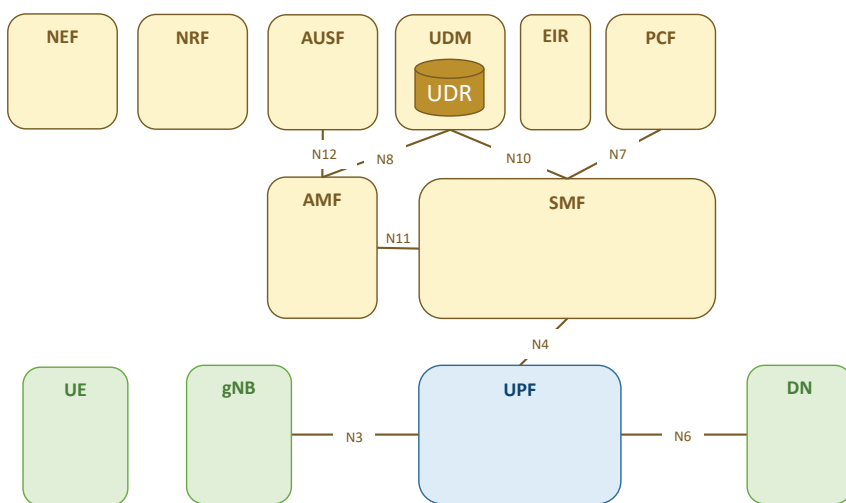 NEF
NRF
AUSF
UDM
EIR
PCF
UDR
N12
N8
N10
N7
AMF
SMF
N11
N4
UE
gNB
UPF
DN
N3
N6